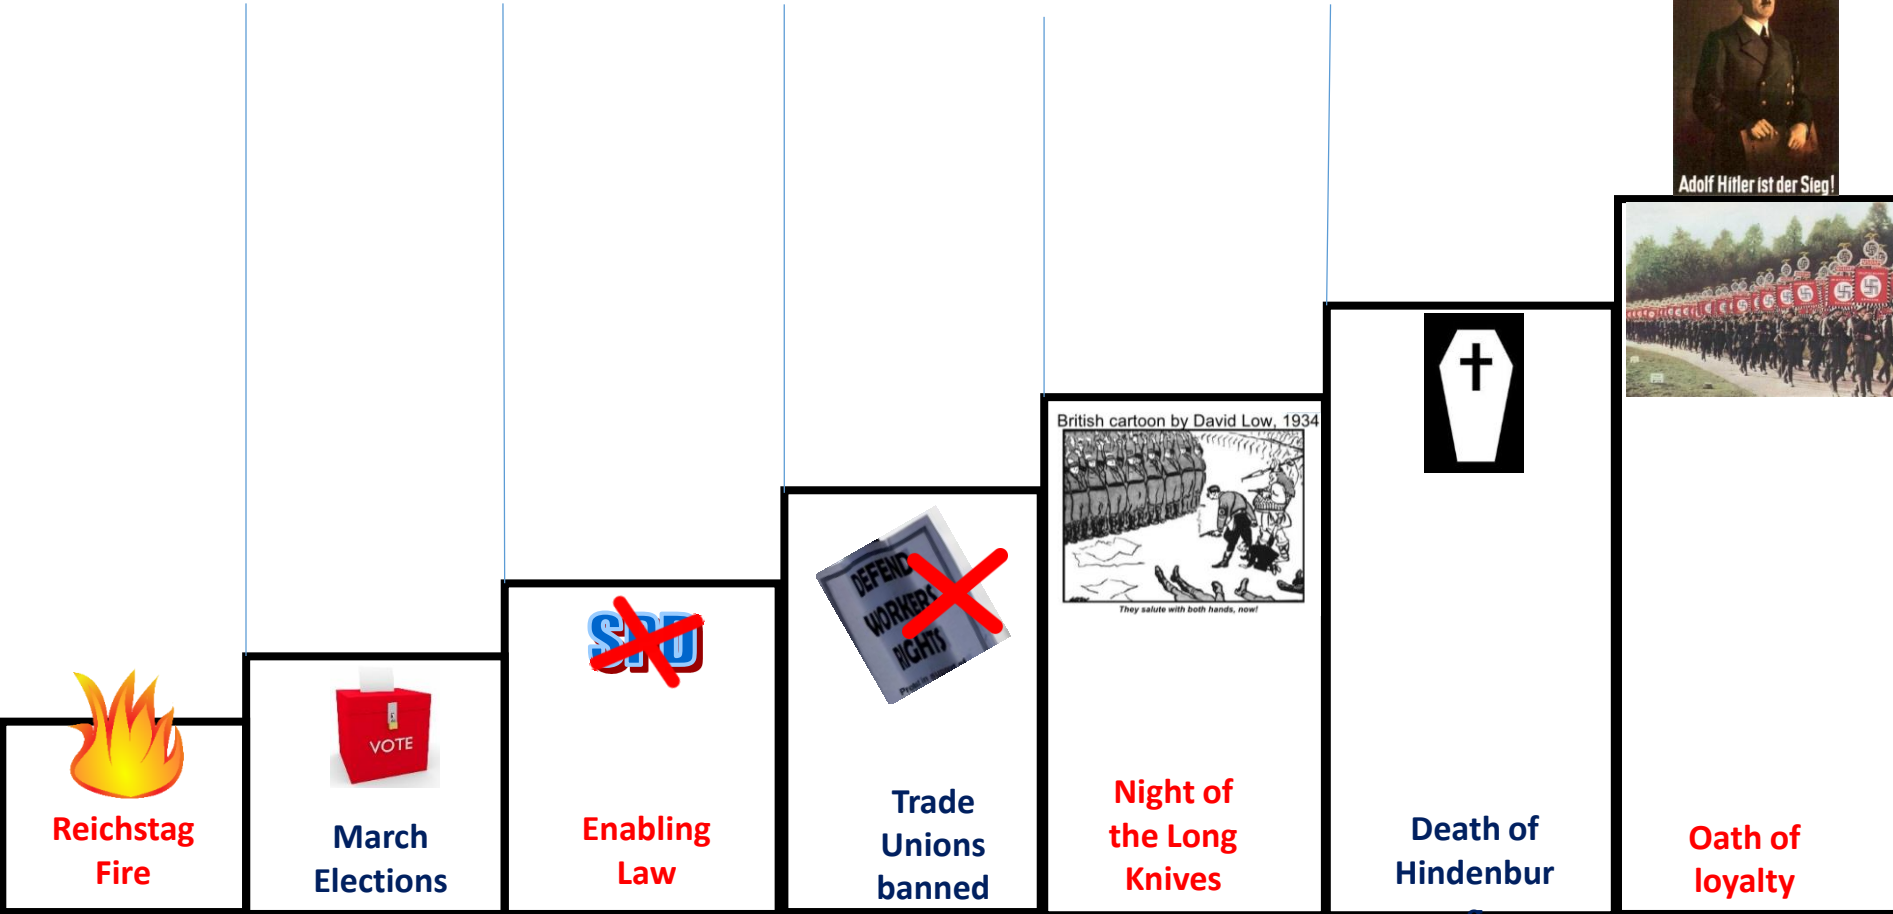 Adolf Hitler ist der Sieg!
British cartoon by David Low, 1934
They salute with both hands, now!
SPD
DEFEND
WORKERS
RIGHTS
VOTE
Reichstag
Fire
March
Elections
Enabling
Law
Trade
Unions
banned
Night of
the Long
Knives
Death of
Hindenbur
Oath of
loyalty